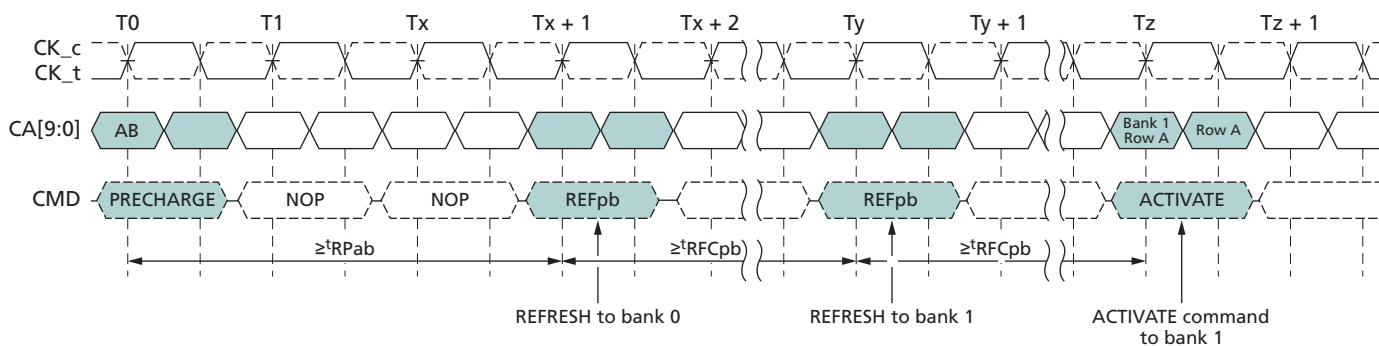 T0 T1 Tx Tx + 1 Tx + 2 Ty Ty + 1 Tz Tz + 1
CK_c
CK_t
CA[9:0] AB Bank 1 Row A Row A
CMD PRECHARGE NOP NOP REFpb REFpb ACTIVATE
≥tRPab ≥tRFCpb ≥tRFCpb
REFRESH to bank 0 REFRESH to bank 1 ACTIVATE command
to bank 1